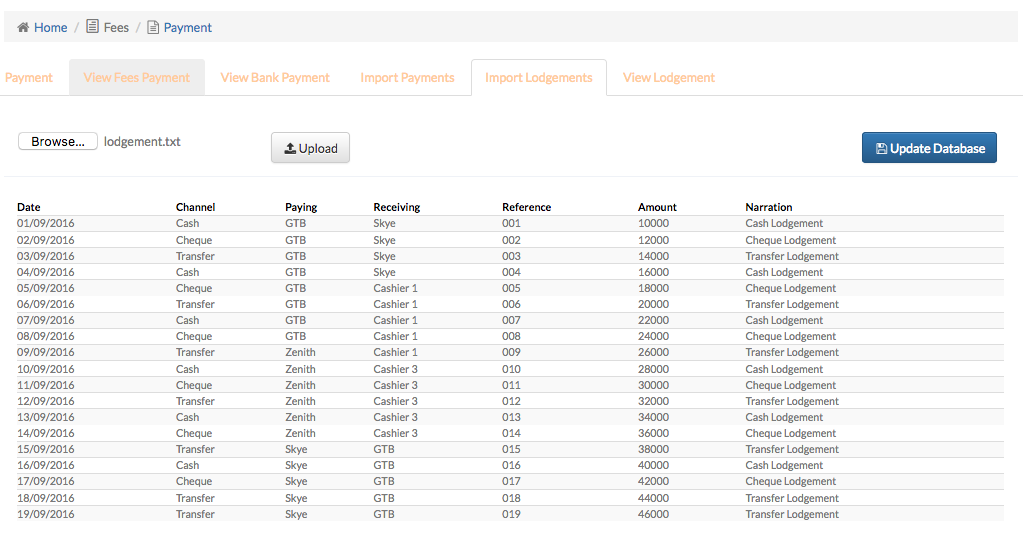 Home / Fees / Payment
Payment View Fees Payment View Bank Payment Import Payments Import Lodgements View Lodgement
Browse... lodgement.txt Upload Update Database
Date Channel Paying Receiving Reference Amount Narration
01/09/2016 Cash GTB Skye 001 10000 Cash Lodgement
02/09/2016 Cheque GTB Skye 002 12000 Cheque Lodgement
03/09/2016 Transfer GTB Skye 003 14000 Transfer Lodgement
04/09/2016 Cash GTB Skye 004 16000 Cash Lodgement
05/09/2016 Cheque GTB Cashier 1 005 18000 Cheque Lodgement
06/09/2016 Transfer GTB Cashier 1 006 20000 Transfer Lodgement
07/09/2016 Cash GTB Cashier 1 007 22000 Cash Lodgement
08/09/2016 Cheque GTB Cashier 1 008 24000 Cheque Lodgement
09/09/2016 Transfer Zenith Cashier 1 009 26000 Transfer Lodgement
10/09/2016 Cash Zenith Cashier 3 010 28000 Cash Lodgement
11/09/2016 Cheque Zenith Cashier 3 011 30000 Cheque Lodgement
12/09/2016 Transfer Zenith Cashier 3 012 32000 Transfer Lodgement
13/09/2016 Cash Zenith Cashier 3 013 34000 Cash Lodgement
14/09/2016 Cheque Zenith Cashier 3 014 36000 Cheque Lodgement
15/09/2016 Transfer Skye GTB 015 38000 Transfer Lodgement
16/09/2016 Cash Skye GTB 016 40000 Cash Lodgement
17/09/2016 Cheque Skye GTB 017 42000 Cheque Lodgement
18/09/2016 Transfer Skye GTB 018 44000 Transfer Lodgement
19/09/2016 Transfer Skye GTB 019 46000 Transfer Lodgement